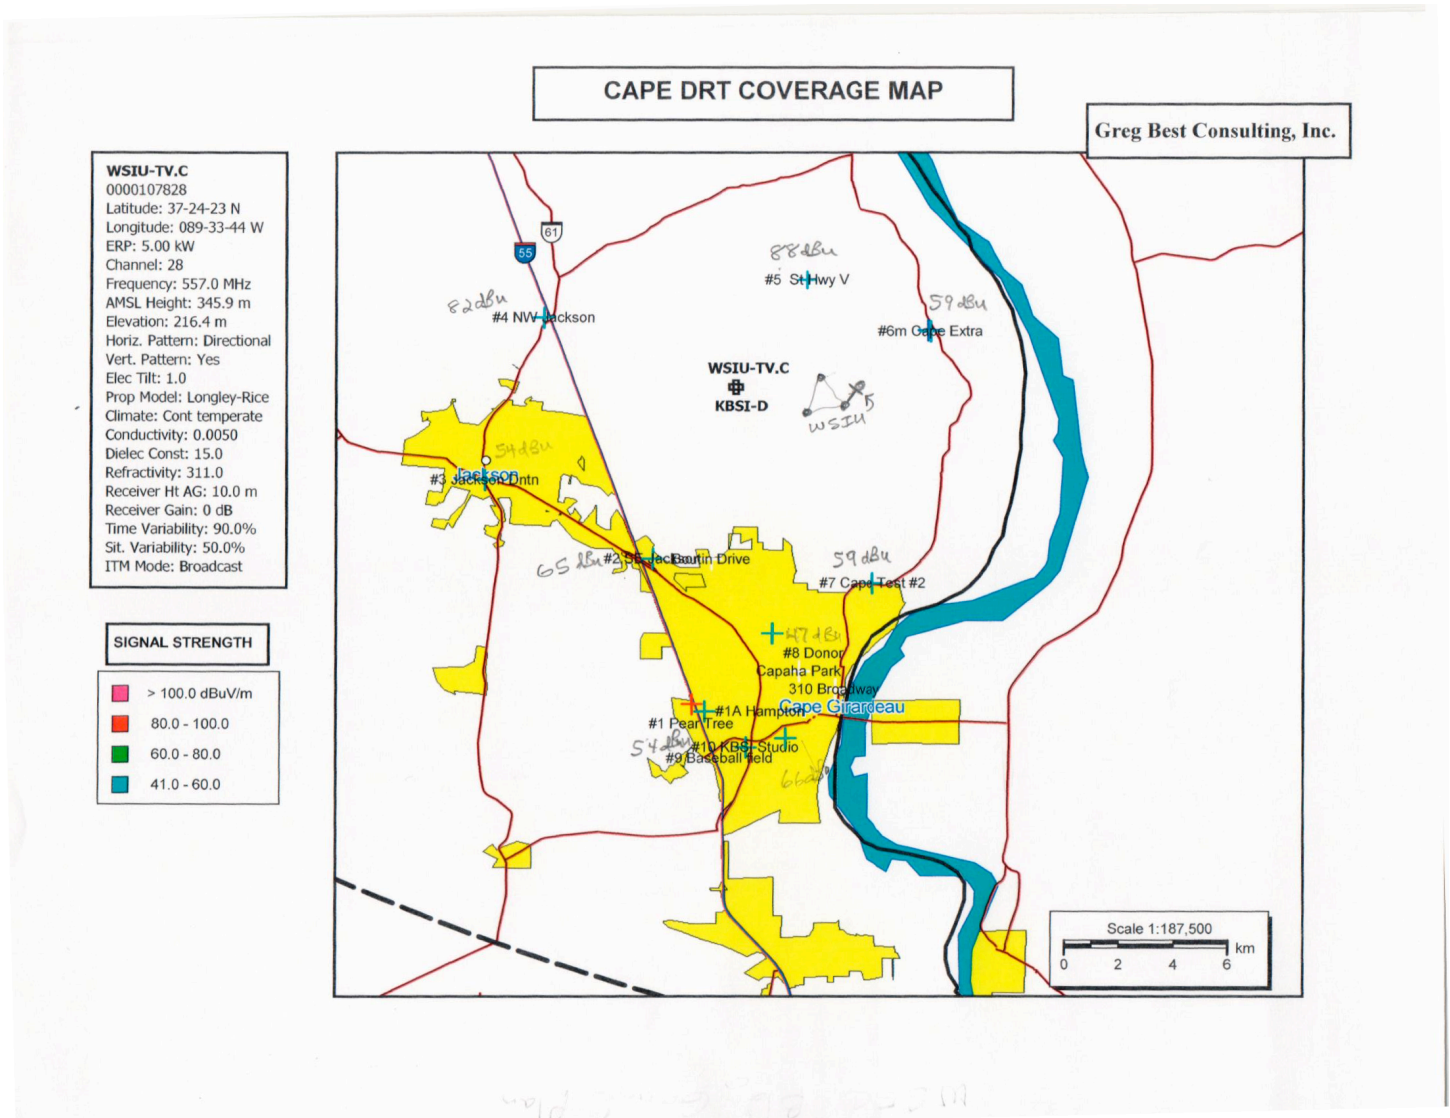 CAPE DRT COVERAGE MAP
Greg Best Consulting, Inc.
WSIU-TV.C
0000107828
Latitude: 37-24-23 N
Longitude: 089-33-44 W
ERP: 5.00 kW
Channel: 28
Frequency: 557.0 MHz
AMSL Height: 345.9 m
Elevation: 216.4 m
Horiz. Pattern: Directional
Vert. Pattern: Yes
Elec Tilt: 1.0
Prop Model: Longley-Rice
Climate: Cont temperate
Conductivity: 0.0050
Dielec Const: 15.0
Refractivity: 311.0
Receiver Ht AG: 10.0 m
Receiver Gain: 0 dB
Time Variability: 90.0%
Sit. Variability: 50.0%
ITM Mode: Broadcast
SIGNAL STRENGTH
> 100.0 dBuV/m
80.0 - 100.0
60.0 - 80.0
41.0 - 60.0
61
55
88dBu
#5 St Hwy V
82dBu
#4 NW Jackson
59dBu
#6m Cape Extra
WSIU-TV.C
KBSI-D
WSIU
54dBu
Jackson
#3 Jackson Dntn
65dBu
#2 SE Jackson
Bertin Drive
59dBu
#7 Cape Test #2
47dBu
#8 Donor
Capaha Park
310 Broadway
Cape Girardeau
#1A Hampton
#1 Pear Tree
54dBu
#10 KBSI-Studio
#9 Baseball field
66dBu
Scale 1:187,500
km
0 2 4 6